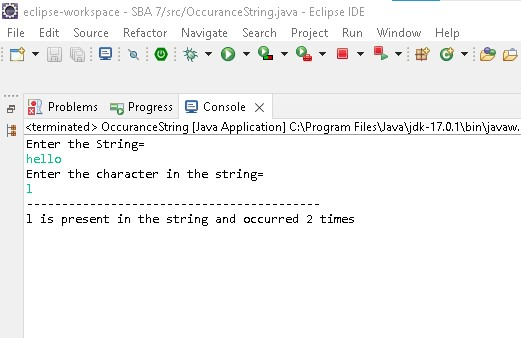 eclipse-workspace - SBA 7/src/OccuranceString.java - Eclipse IDE
File Edit Source Refactor Navigate Search Project Run Window Help
Problems Progress Console
<terminated> OccuranceString [Java Application] C:\Program Files\Java\jdk-17.0.1\bin\javaw.
Enter the String=
hello
Enter the character in the string=
l
----------------------------------------
l is present in the string and occurred 2 times